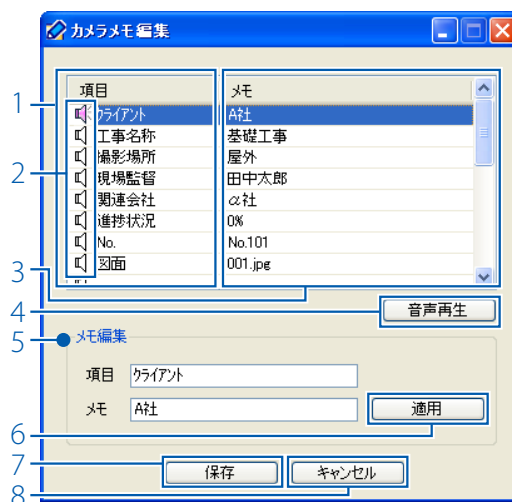 カメラメモ編集
項目 メモ
クライアント A社
工事名称 基礎工事
撮影場所 屋外
現場監督 田中太郎
関連会社 α社
進捗状況 0%
No. No.101
図面 001.jpg
音声再生
メモ編集
項目 クライアント
メモ A社 適用
保存 キャンセル
1
2
3
4
5
6
7
8